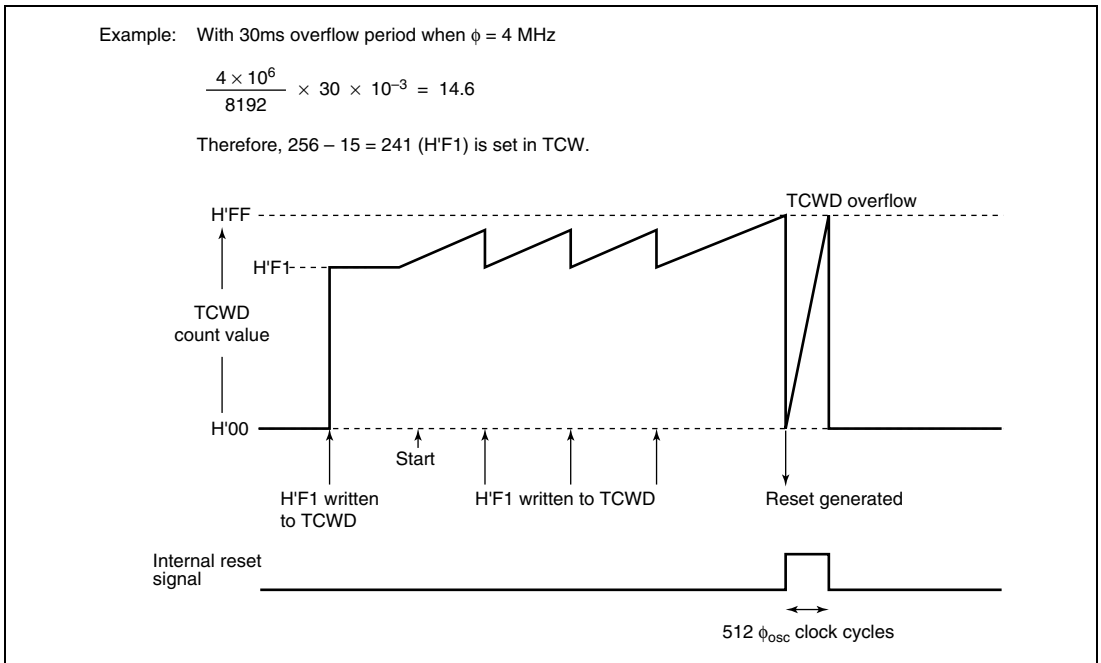 Example: With 30ms overflow period when ϕ = 4 MHz
4 × 10⁶
8192
× 30 × 10⁻³ = 14.6
Therefore, 256 – 15 = 241 (H'F1) is set in TCW.
TCWD overflow
H'FF
H'F1
TCWD
count value
H'00
Start
H'F1 written
to TCWD
H'F1 written to TCWD
Reset generated
Internal reset
signal
512 ϕosc clock cycles